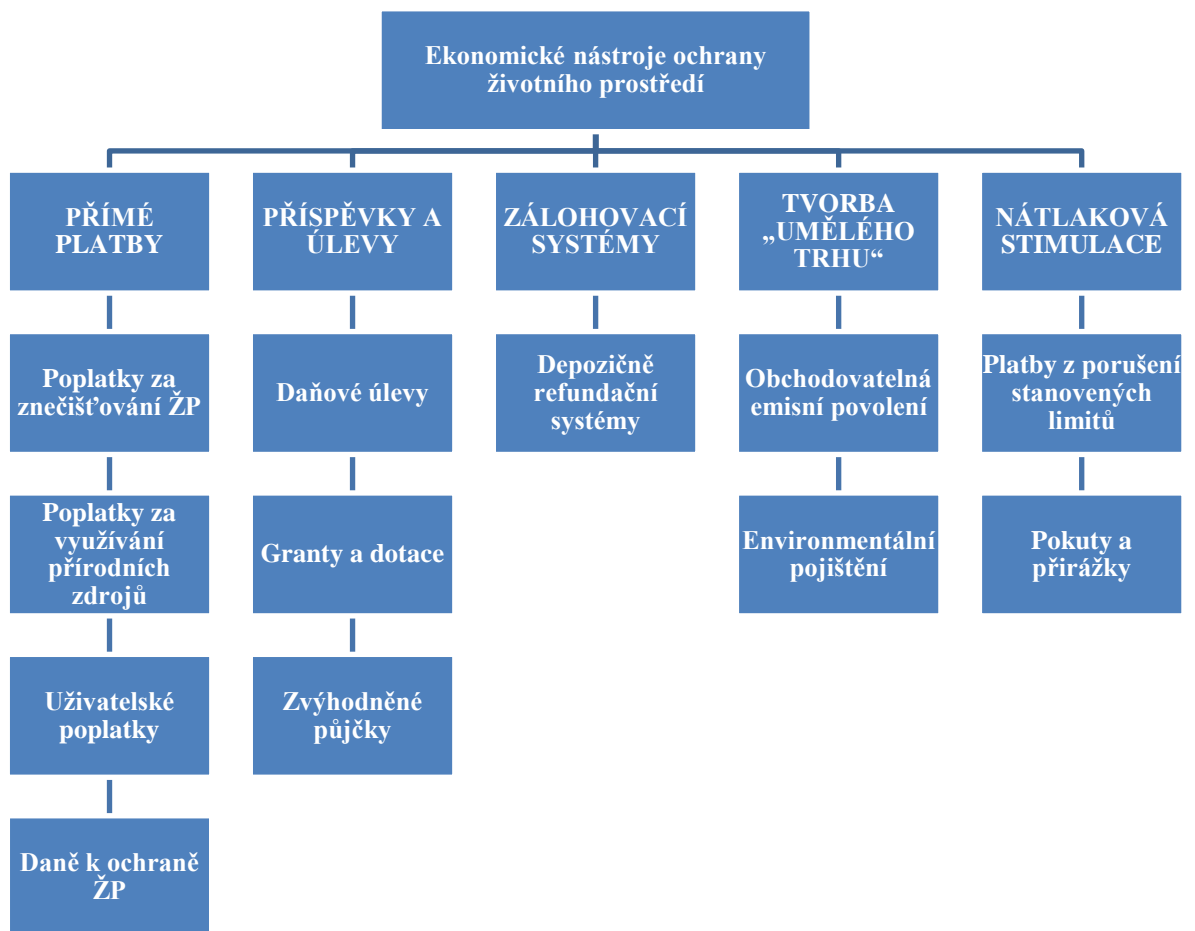 Ekonomické nástroje ochrany
životního prostředí
PŘÍMÉ
PLATBY
PŘÍSPĚVKY A
ÚLEVY
ZÁLOHOVACÍ
SYSTÉMY
TVORBA
„UMĚLÉHO
TRHU“
NÁTLAKOVÁ
STIMULACE
Poplatky za
znečišťování ŽP
Daňové úlevy
Depozičně
refundační
systémy
Obchodovatelná
emisní povolení
Platby z porušení
stanovených
limitů
Poplatky za
využívání
přírodních
zdrojů
Granty a dotace
Environmentální
pojištění
Pokuty a
přirážky
Uživatelské
poplatky
Zvýhodněné
půjčky
Daně k ochraně
ŽP